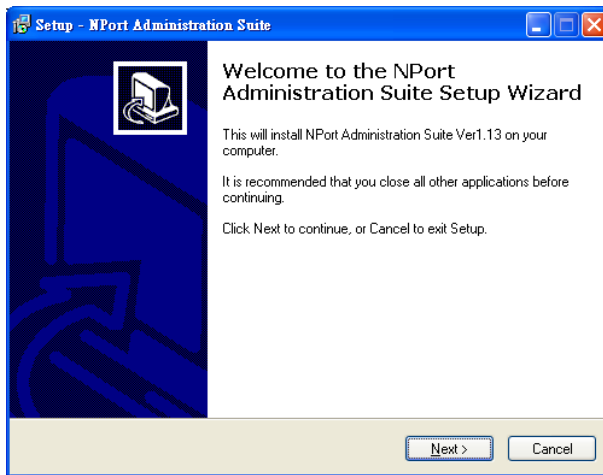 Setup - NPort Administration Suite
Welcome to the NPort
Administration Suite Setup Wizard
This will install NPort Administration Suite Ver1.13 on your
computer.
It is recommended that you close all other applications before
continuing.
Click Next to continue, or Cancel to exit Setup.
Next >
Cancel